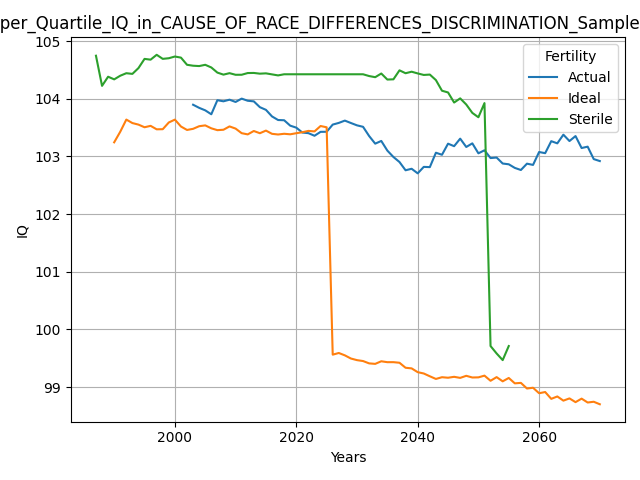 per_Quartile_IQ_in_CAUSE_OF_RACE_DIFFERENCES_DISCRIMINATION_Sample
105
104
103
102
101
100
99
IQ
Fertility
Actual
Ideal
Sterile
2000
2020
2040
2060
Years